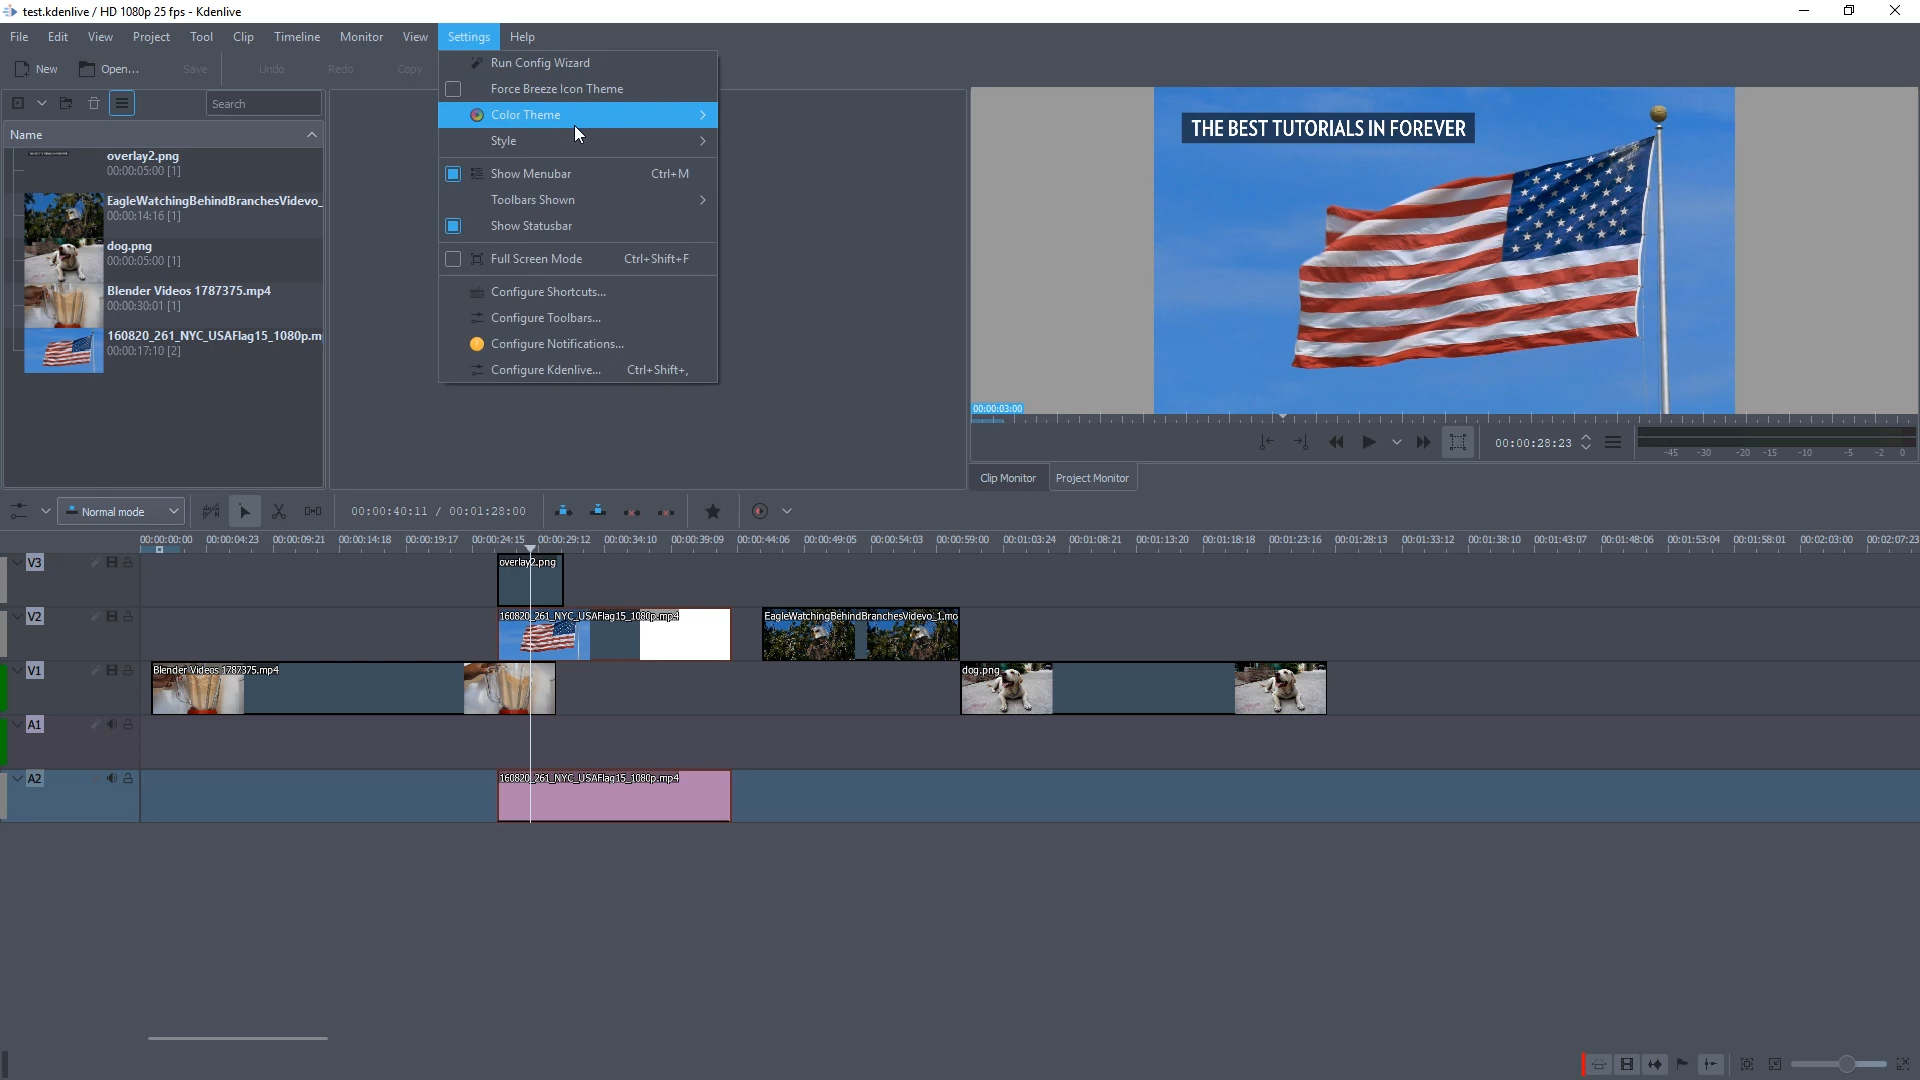 test.kdenlive / HD 1080p 25 fps - Kdenlive
File Edit View Project Tool Clip Timeline Monitor View Settings Help
New Open... Save Undo Redo Copy
Run Config Wizard
Force Breeze Icon Theme
Color Theme
Style
Show Menubar Ctrl+M
Toolbars Shown
Show Statusbar
Full Screen Mode Ctrl+Shift+F
Configure Shortcuts...
Configure Toolbars...
Configure Notifications...
Configure Kdenlive... Ctrl+Shift+,
Search
Name
overlay2.png
00:00:05:00 [1]
EagleWatchingBehindBranchesVidevo_
00:00:14:16 [1]
dog.png
00:00:05:00 [1]
Blender Videos 1787375.mp4
00:00:30:01 [1]
160820_261_NYC_USAFlag15_1080p.m
00:00:17:10 [2]
THE BEST TUTORIALS IN FOREVER
00:00:03:00
00:00:28:23
-45 -30 -20 -15 -10 -5 -2 0
Clip Monitor Project Monitor
Normal mode
00:00:40:11 / 00:01:28:00
00:00:00:00 00:00:04:23 00:00:09:21 00:00:14:18 00:00:19:17 00:00:24:15 00:00:29:12 00:00:34:10 00:00:39:09 00:00:44:06 00:00:49:05 00:00:54:03 00:00:59:00 00:01:03:24 00:01:08:21 00:01:13:20 00:01:18:18 00:01:23:16 00:01:28:13 00:01:33:12 00:01:38:10 00:01:43:07 00:01:48:06 00:01:53:04 00:01:58:01 00:02:03:00 00:02:07:23
V3
overlay2.png
V2
160820_261_NYC_USAFlag15_1080p.mp4
EagleWatchingBehindBranchesVidevo_1.mo
V1
Blender Videos 1787375.mp4
dog.png
A1
A2
160820_261_NYC_USAFlag15_1080p.mp4